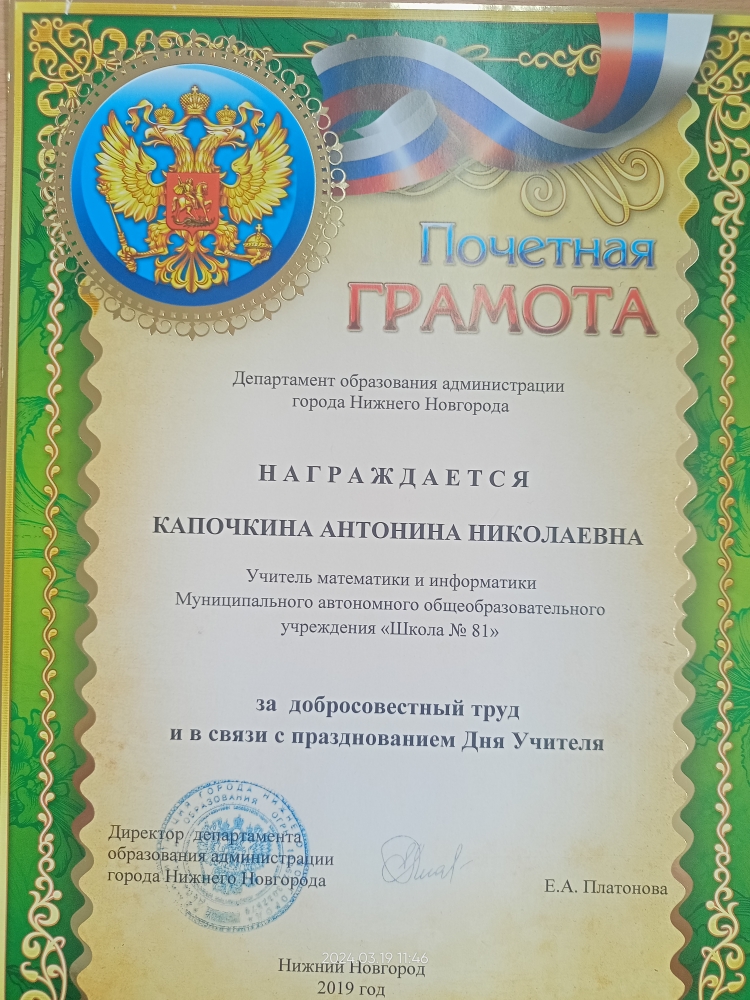 Почетная
ГРАМОТА
Департамент образования администрации
города Нижнего Новгорода
НАГРАЖДАЕТСЯ
КАПОЧКИНА АНТОНИНА НИКОЛАЕВНА
Учитель математики и информатики
Муниципального автономного общеобразовательного
учреждения «Школа № 81»
за добросовестный труд
и в связи с празднованием Дня Учителя
Директор департамента
образования администрации
города Нижнего Новгорода
Е.А. Платонова
2024.03.19 11:46
Нижний Новгород
2019 год